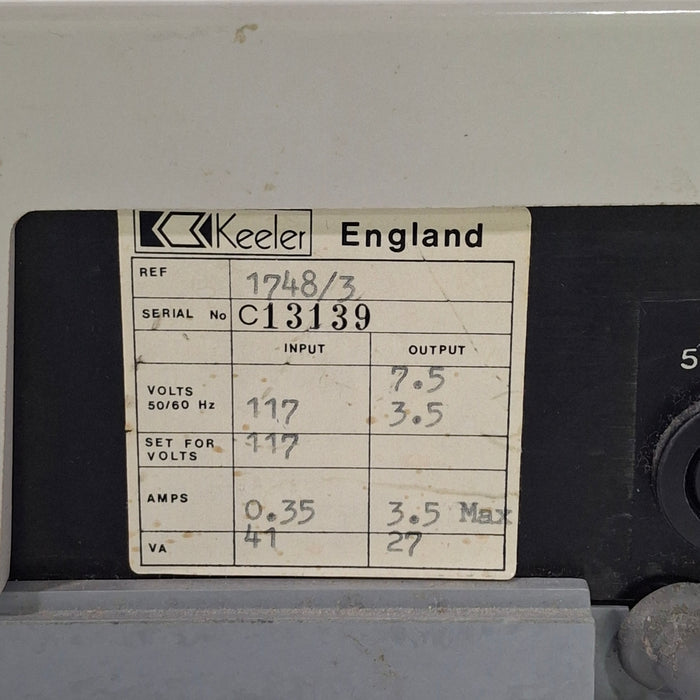 Keeler England
REF 1748/3
SERIAL No C13139
INPUT OUTPUT
7.5
VOLTS
50/60 Hz 117 3.5
SET FOR
VOLTS 117
AMPS 0.35 3.5 Max
VA 41 27
5